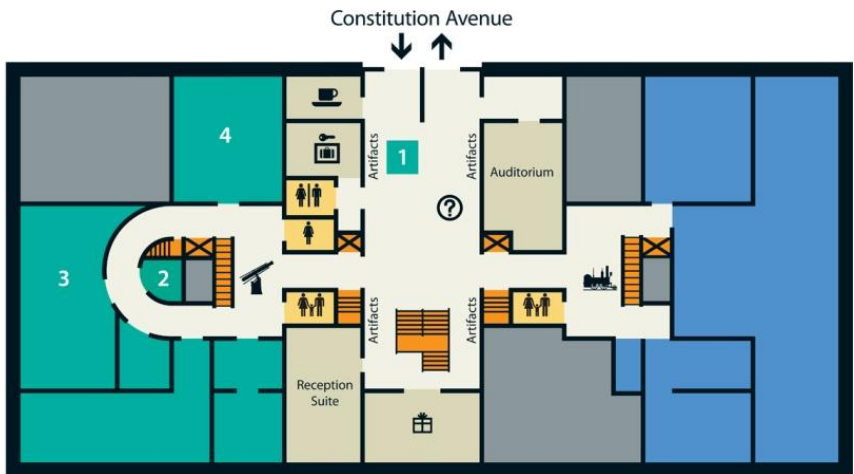 Constitution Avenue
4
Artifacts
1
Artifacts
Auditorium
?
3
2
Artifacts
Artifacts
Reception
Suite